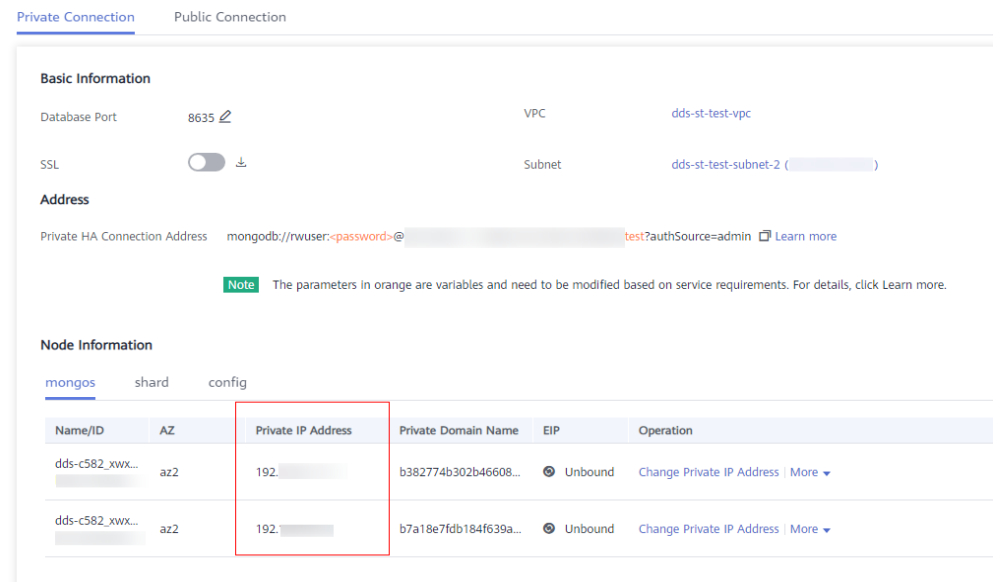 Private Connection Public Connection
Basic Information
Database Port 8635 VPC dds-st-test-vpc
SSL Subnet dds-st-test-subnet-2 ( )
Address
Private HA Connection Address mongodb://rwuser:<password>@ test?authSource=admin Learn more
Note The parameters in orange are variables and need to be modified based on service requirements. For details, click Learn more.
Node Information
mongos shard config
Name/ID AZ Private IP Address Private Domain Name EIP Operation
dds-c582_xwx... az2 192. b382774b302b46608... Unbound Change Private IP Address | More
dds-c582_xwx... az2 192. b7a18e7fdb184f639a... Unbound Change Private IP Address | More